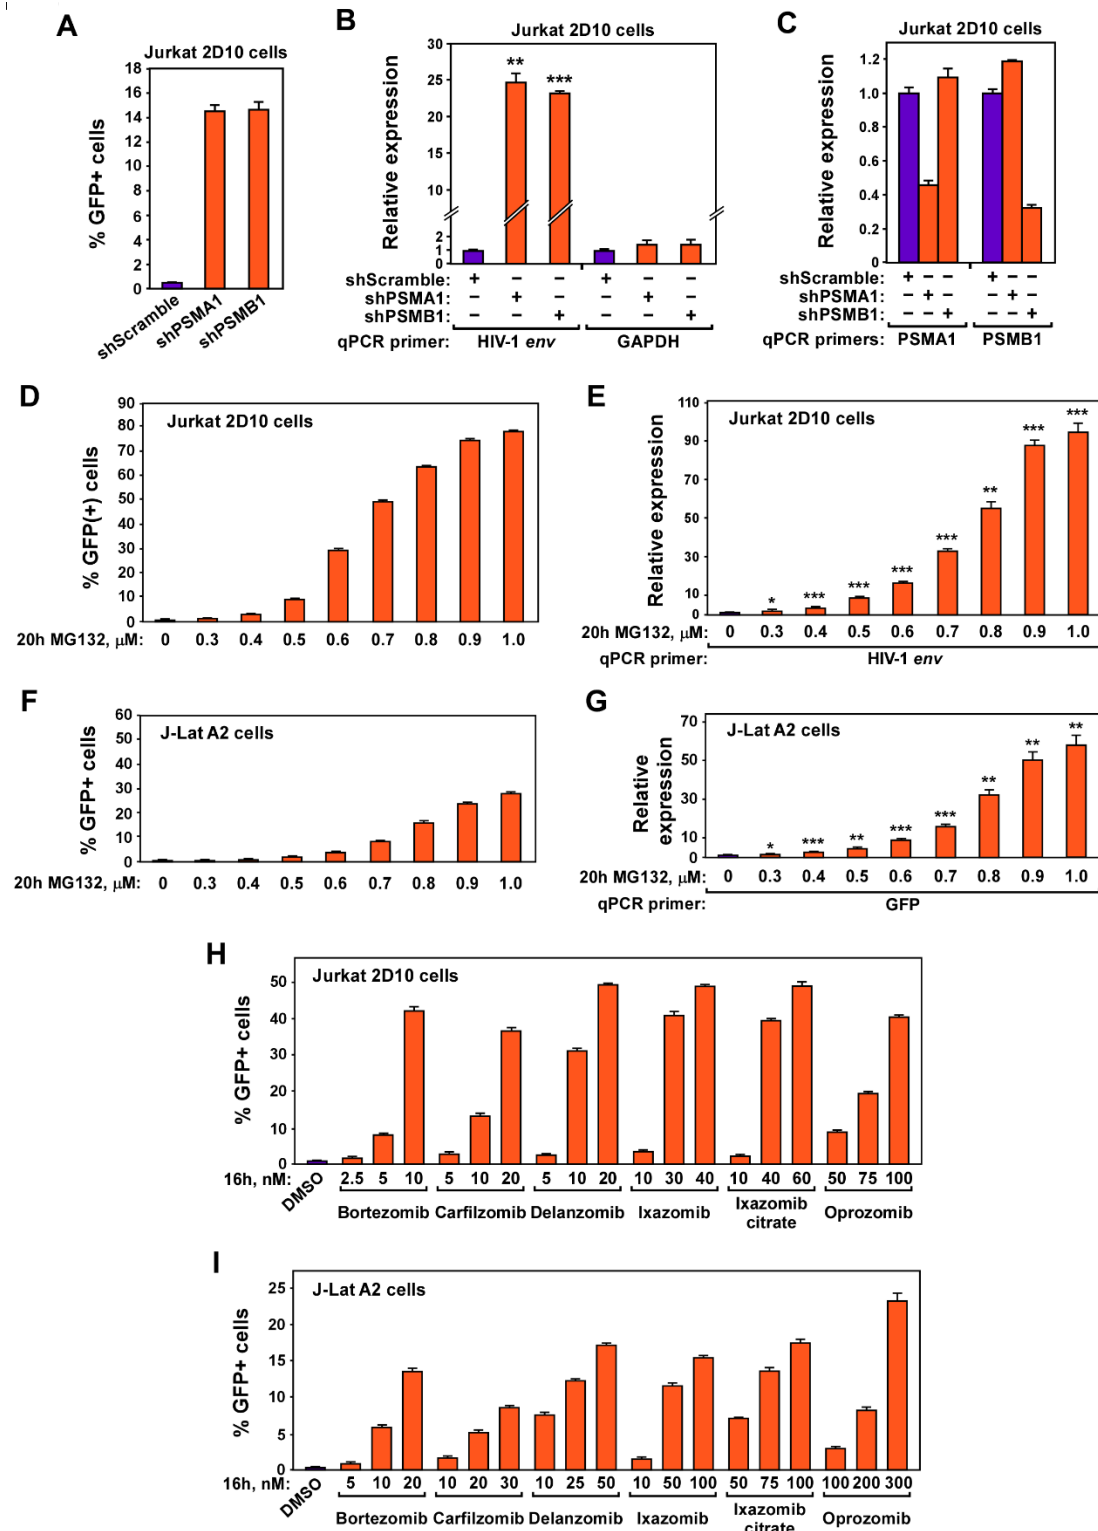 A
Jurkat 2D10 cells
% GFP+ cells
18
16
14
12
10
8
6
4
2
0
shScramble
shPSMA1
shPSMB1
B
Jurkat 2D10 cells
Relative expression
30
25
20
15
10
2
1
0
**
***
shScramble: + – – + – –
shPSMA1: – + – – + –
shPSMB1: – – + – – +
qPCR primer: HIV-1 env GAPDH
C
Jurkat 2D10 cells
Relative expression
1.2
1.0
0.8
0.6
0.4
0.2
0
shScramble: + – – + – –
shPSMA1: – + – – + –
shPSMB1: – – + – – +
qPCR primers: PSMA1 PSMB1
D
Jurkat 2D10 cells
% GFP(+) cells
90
80
70
60
50
40
30
20
10
0
20h MG132, μM: 0 0.3 0.4 0.5 0.6 0.7 0.8 0.9 1.0
E
Jurkat 2D10 cells
Relative expression
110
90
70
50
30
10
0
* *** *** *** *** ** *** ***
20h MG132, μM: 0 0.3 0.4 0.5 0.6 0.7 0.8 0.9 1.0
qPCR primer: HIV-1 env
F
J-Lat A2 cells
% GFP+ cells
60
50
40
30
20
10
0
20h MG132, μM: 0 0.3 0.4 0.5 0.6 0.7 0.8 0.9 1.0
G
J-Lat A2 cells
Relative
expression
70
50
30
10
0
* *** ** *** *** ** ** **
20h MG132, μM: 0 0.3 0.4 0.5 0.6 0.7 0.8 0.9 1.0
qPCR primer: GFP
H
Jurkat 2D10 cells
% GFP+ cells
50
40
30
20
10
0
16h, nM: 2.5 5 10 5 10 20 5 10 20 10 30 40 10 40 60 50 75 100
DMSO
Bortezomib Carfilzomib Delanzomib Ixazomib Ixazomib Oprozomib
citrate
I
J-Lat A2 cells
% GFP+ cells
25
20
15
10
5
0
16h, nM: 5 10 20 10 20 30 10 25 50 10 50 100 50 75 100 100 200 300
DMSO
Bortezomib Carfilzomib Delanzomib Ixazomib Ixazomib Oprozomib
citrate